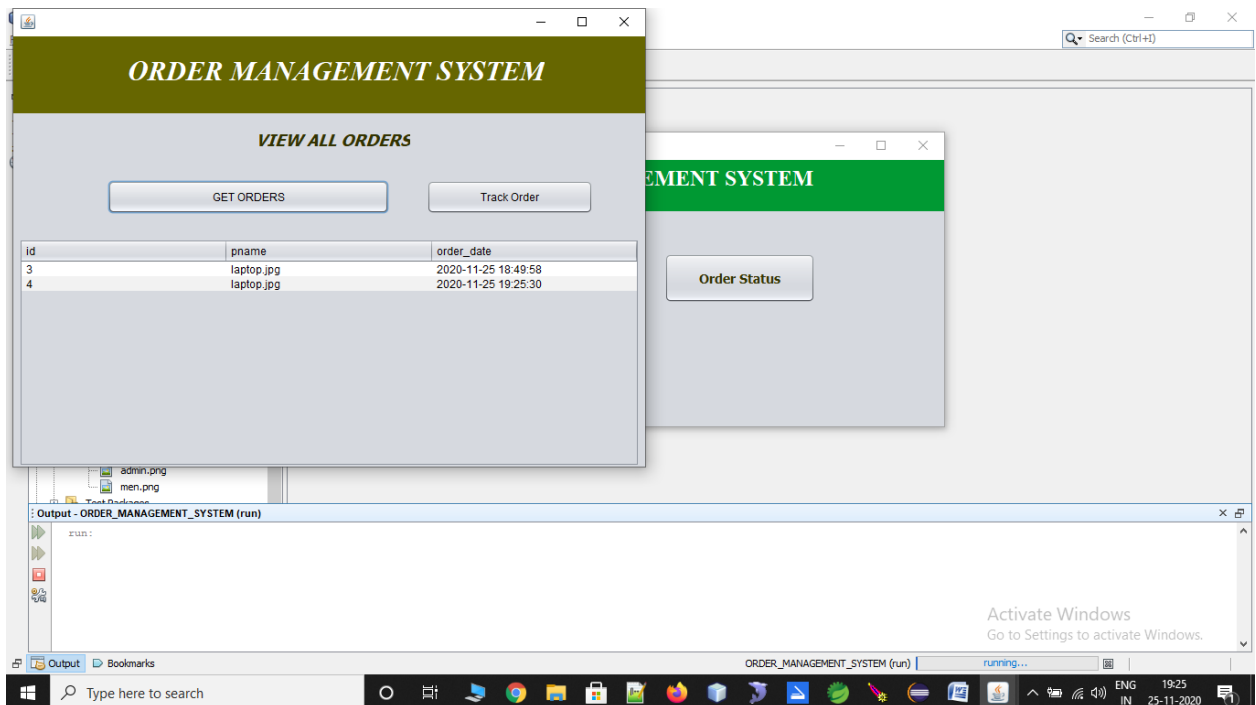 Search (Ctrl+I)
ORDER MANAGEMENT SYSTEM
VIEW ALL ORDERS
GET ORDERS
Track Order
id pname order_date
3 laptop.jpg 2020-11-25 18:49:58
4 laptop.jpg 2020-11-25 19:25:30
EMENT SYSTEM
Order Status
admin.png
men.png
Test Packages
Output - ORDER_MANAGEMENT_SYSTEM (run)
run:
Activate Windows
Go to Settings to activate Windows.
Output Bookmarks
ORDER_MANAGEMENT_SYSTEM (run) running...
Type here to search
ENG
IN
19:25
25-11-2020
1